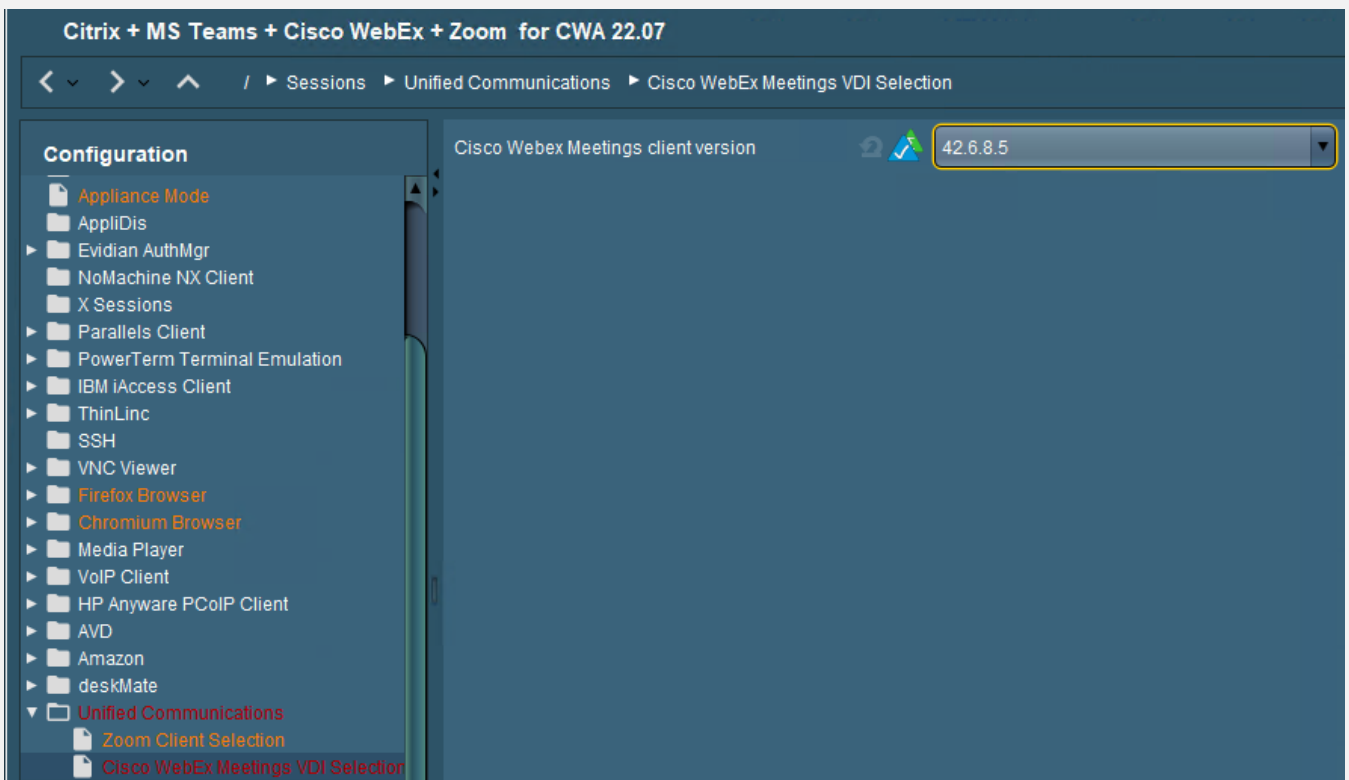 Citrix + MS Teams + Cisco WebEx + Zoom for CWA 22.07
/ Sessions Unified Communications Cisco WebEx Meetings VDI Selection
Configuration
Cisco Webex Meetings client version 42.6.8.5
Appliance Mode
AppliDis
Evidian AuthMgr
NoMachine NX Client
X Sessions
Parallels Client
PowerTerm Terminal Emulation
IBM iAccess Client
ThinLinc
SSH
VNC Viewer
Firefox Browser
Chromium Browser
Media Player
VoIP Client
HP Anyware PCoIP Client
AVD
Amazon
deskMate
Unified Communications
Zoom Client Selection
Cisco WebEx Meetings VDI Selection